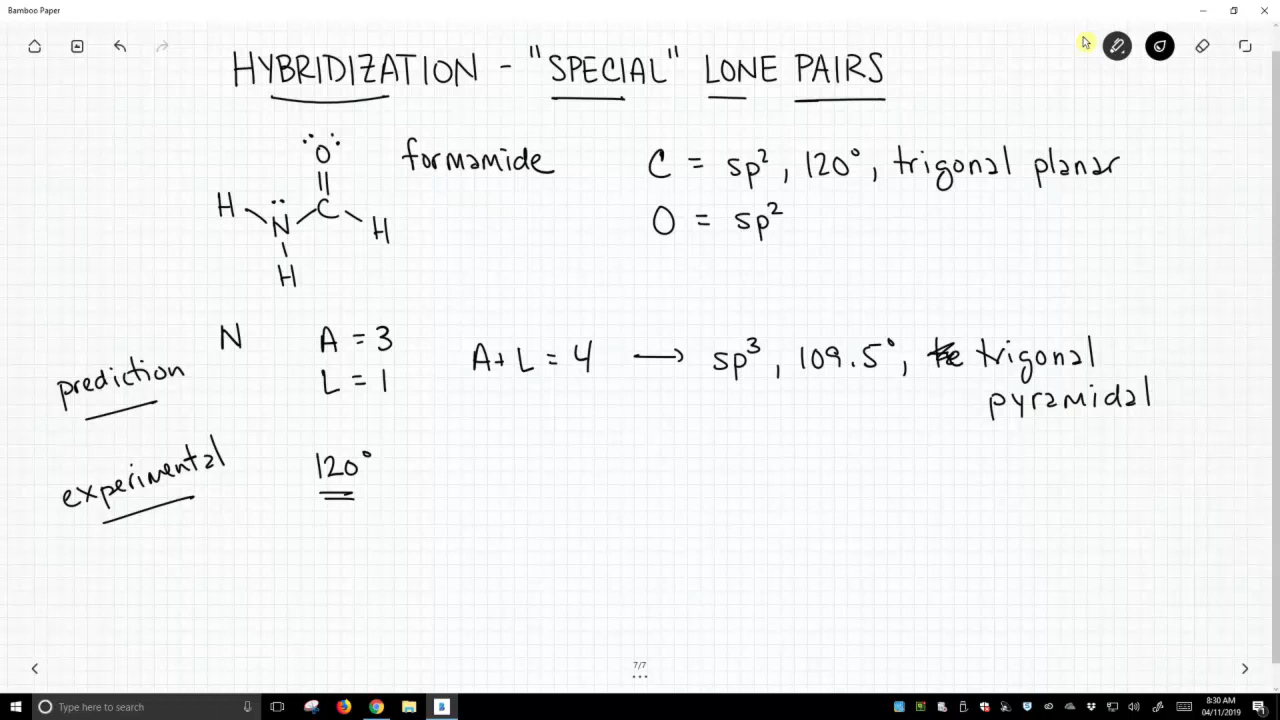 Bamboo Paper
HYBRIDIZATION - "SPECIAL" LONE PAIRS
O
formamide
C = sp², 120°, trigonal planar
H
N
C
H
H
O = sp²
N
A = 3
L = 1
A+L = 4 → sp³, 109.5°, trigonal
pyramidal
prediction
experimental
120°
7/7
Type here to search
8:30 AM
04/11/2019